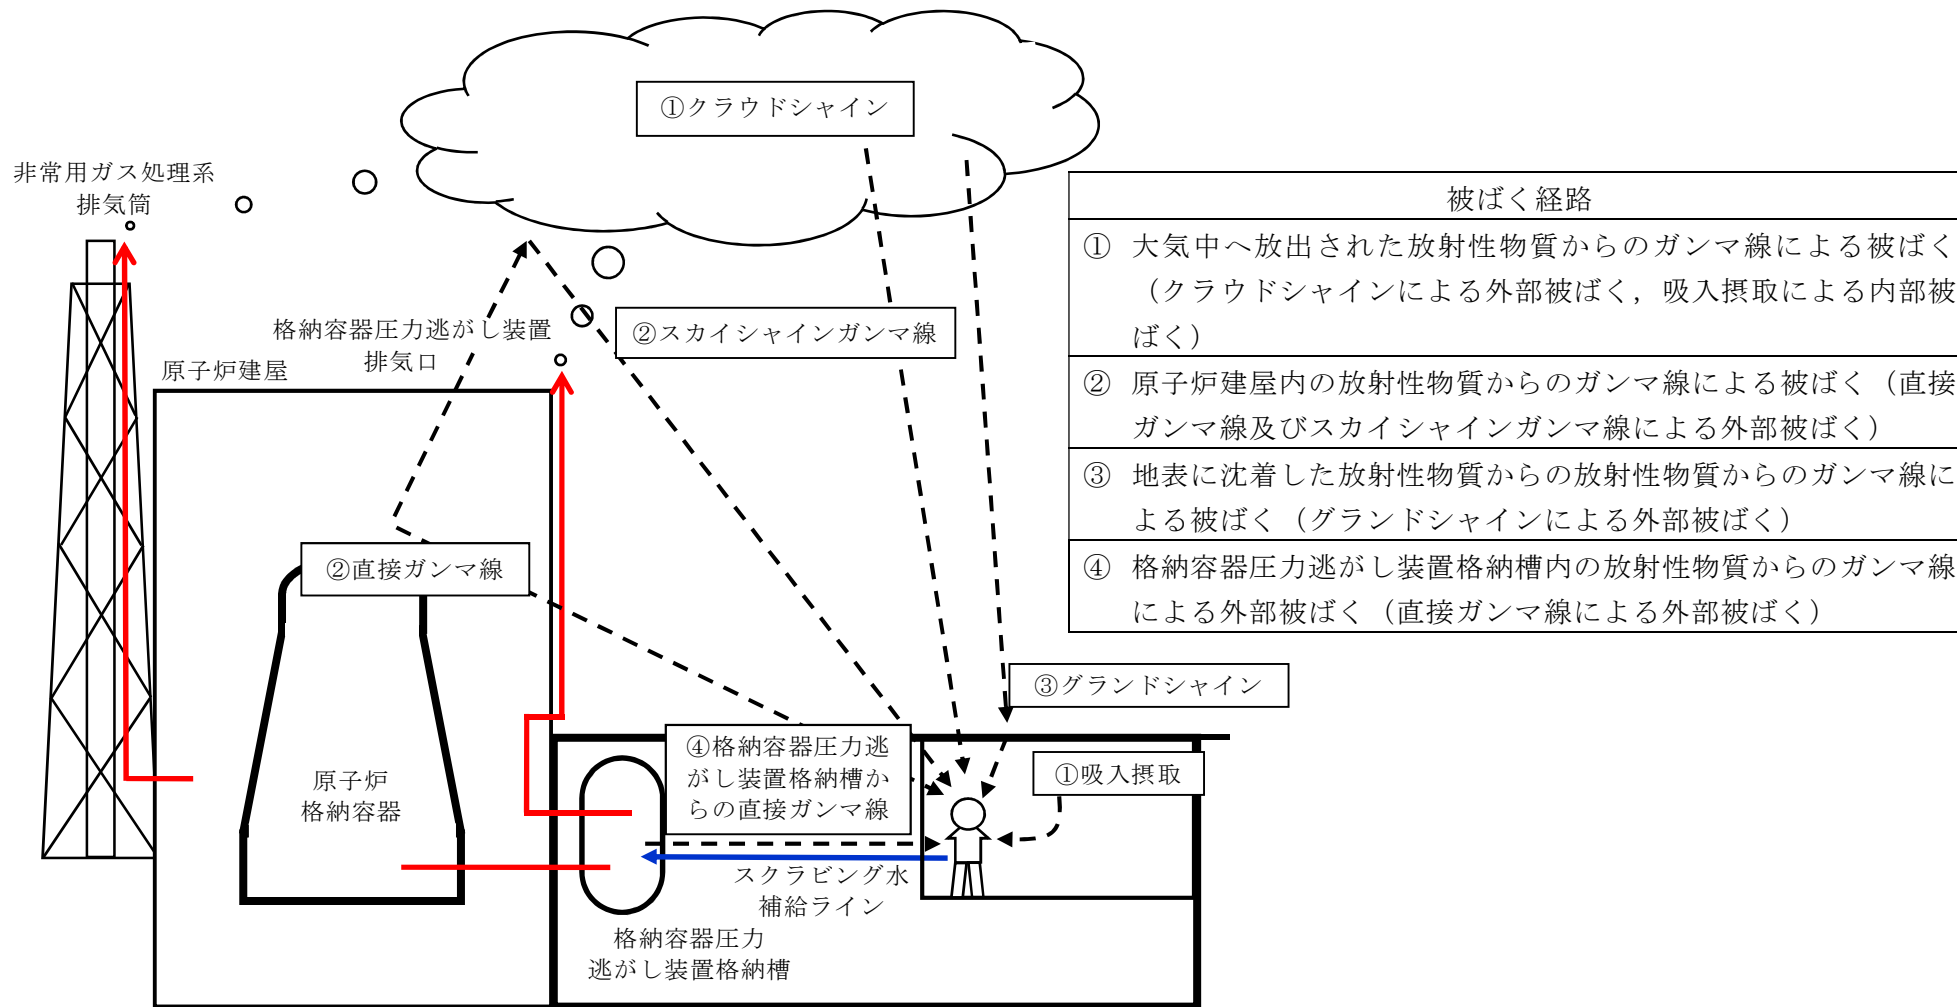 ①クラウドシャイン
非常用ガス処理系
排気筒
格納容器圧力逃がし装置
排気口
②スカイシャインガンマ線
原子炉建屋
②直接ガンマ線
原子炉
格納容器
③グランドシャイン
④格納容器圧力逃
がし装置格納槽か
らの直接ガンマ線
①吸入摂取
スクラビング水
補給ライン
格納容器圧力
逃がし装置格納槽
被ばく経路
① 大気中へ放出された放射性物質からのガンマ線による被ばく
（クラウドシャインによる外部被ばく，吸入摂取による内部被
ばく）
② 原子炉建屋内の放射性物質からのガンマ線による被ばく（直接
ガンマ線及びスカイシャインガンマ線による外部被ばく）
③ 地表に沈着した放射性物質からの放射性物質からのガンマ線に
よる被ばく（グランドシャインによる外部被ばく）
④ 格納容器圧力逃がし装置格納槽内の放射性物質からのガンマ線
による外部被ばく（直接ガンマ線による外部被ばく）